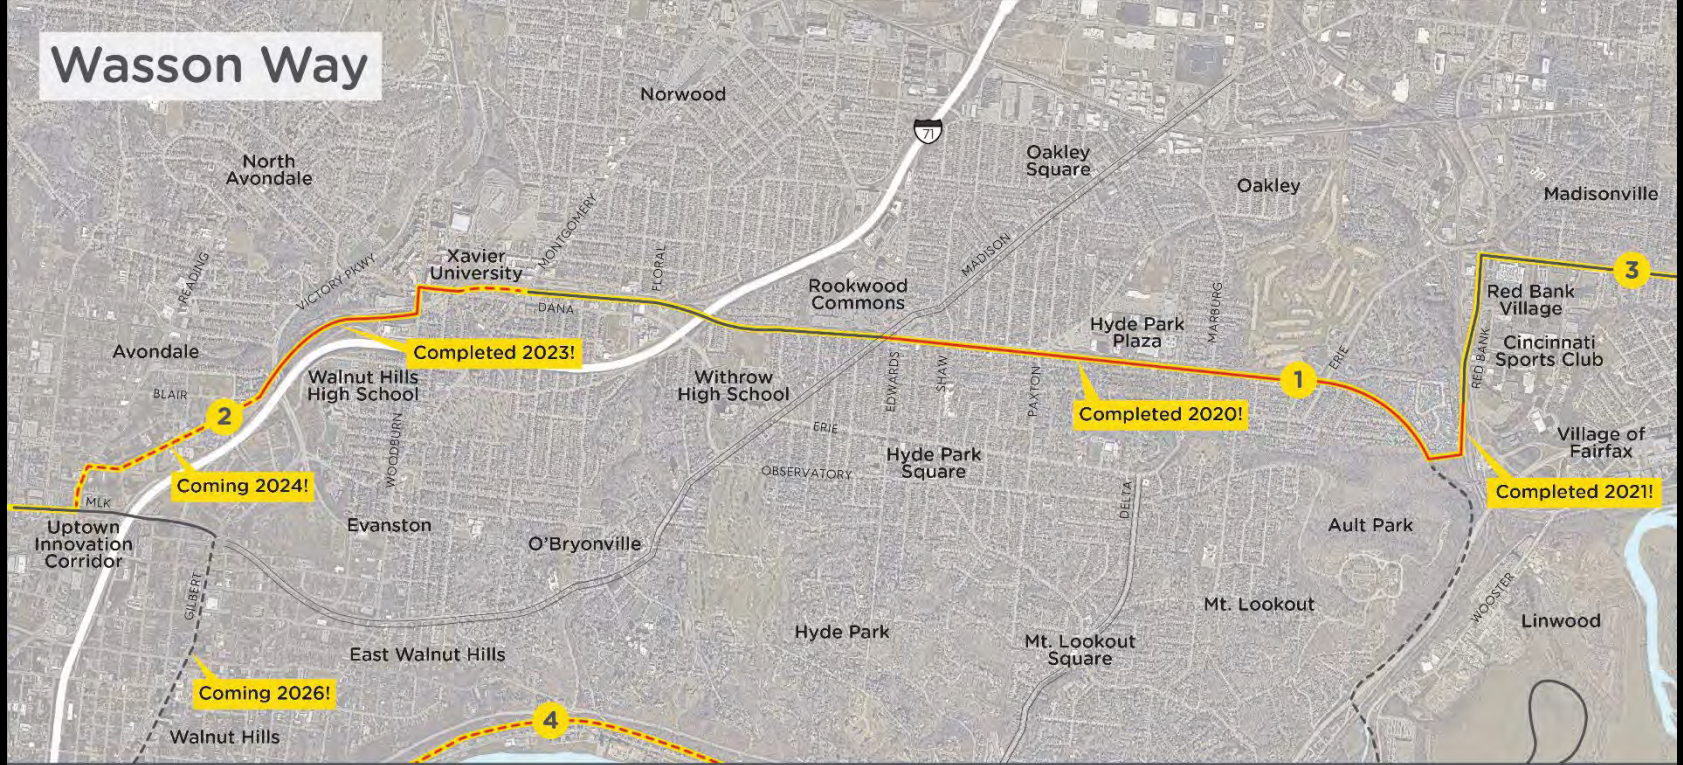 Wasson Way
Norwood
71
North
Avondale
Oakley
Square
Oakley
Madisonville
READING
VICTORY PKWY
Xavier
University
MONTGOMERY
FLORAL
MADISON
DANA
Rookwood
Commons
MARBURG
3
Red Bank
Village
Hyde Park
Plaza
Avondale
Completed 2023!
RED BANK
Cincinnati
Sports Club
ERIE
Walnut Hills
High School
BLAIR
Withrow
High School
EDWARDS
SHAW
PAXTON
1
2
Completed 2020!
WOODBURN
ERIE
Village of
Fairfax
Hyde Park
Square
OBSERVATORY
Coming 2024!
DELTA
Completed 2021!
MLK
Uptown
Innovation
Corridor
Evanston
O'Bryonville
Ault Park
GILBERT
WOOSTER
Mt. Lookout
Linwood
Hyde Park
East Walnut Hills
Mt. Lookout
Square
Coming 2026!
4
Walnut Hills